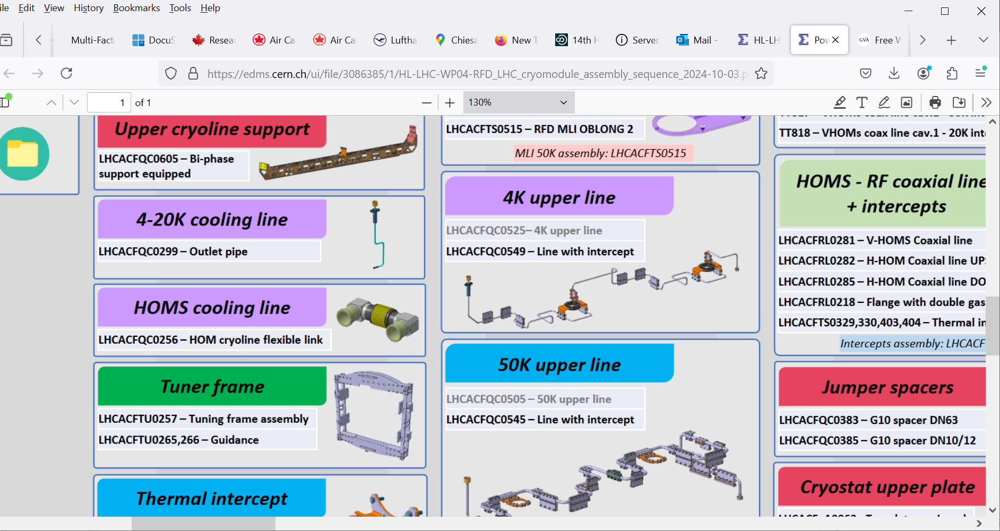 Edit View History Bookmarks Tools Help
Multi-Fact DocuS Resear Air Ca Air Ca Luftha Chiesa New T 14th H Server Mail - HL-LH Pow GVA Free W
https://edms.cern.ch/ui/file/3086385/1/HL-LHC-WP04-RFD_LHC_cryomodule_assembly_sequence_2024-10-03.p
1 of 1 130%
Upper cryoline support
LHCACFQC0605 – Bi-phase
support equipped
4-20K cooling line
LHCACFQC0299 – Outlet pipe
HOMS cooling line
LHCACFQC0256 – HOM cryoline flexible link
Tuner frame
LHCACFTU0257 – Tuning frame assembly
LHCACFTU0265,266 – Guidance
Thermal intercept
LHCACFTS0515 – RFD MLI OBLONG 2
MLI 50K assembly: LHCACFTS0515
4K upper line
LHCACFQC0525– 4K upper line
LHCACFQC0549 – Line with intercept
50K upper line
LHCACFQC0505 – 50K upper line
LHCACFQC0545 – Line with intercept
TT818 – VHOMs coax line cav.1 - 20K int
HOMS - RF coaxial line
+ intercepts
LHCACFRL0281 – V-HOMS Coaxial line
LHCACFRL0282 – H-HOM Coaxial line UPS
LHCACFRL0285 – H-HOM Coaxial line DO
LHCACFRL0218 – Flange with double gas
LHCACFTS0329,330,403,404 – Thermal in
Intercepts assembly: LHCACF
Jumper spacers
LHCACFQC0383 – G10 spacer DN63
LHCACFQC0385 – G10 spacer DN10/12
Cryostat upper plate